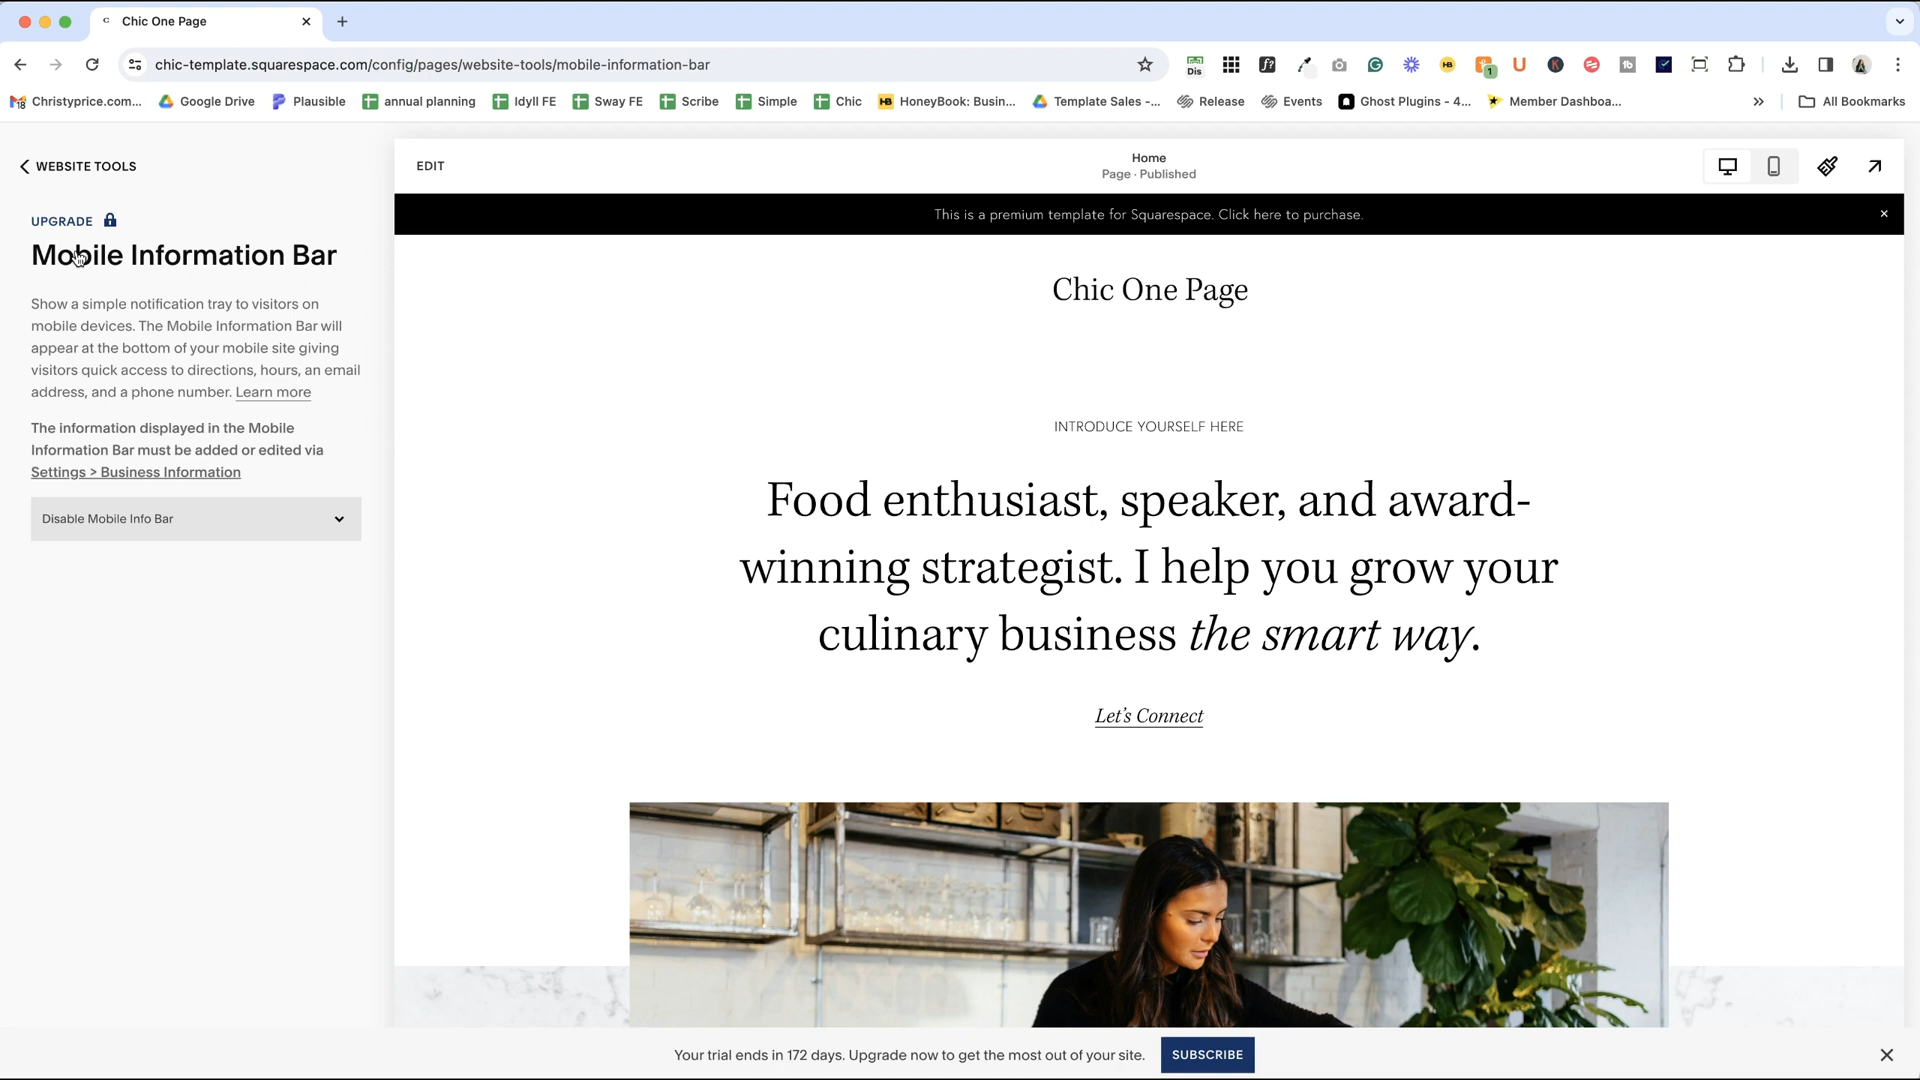 Chic One Page
chic-template.squarespace.com/config/pages/website-tools/mobile-information-bar
Christyprice.com...
Google Drive
Plausible
annual planning
Idyll FE
Sway FE
Scribe
Simple
Chic
HoneyBook: Busin...
Template Sales -...
Release
Events
Ghost Plugins - 4...
Member Dashboa...
All Bookmarks
WEBSITE TOOLS
EDIT
Home
Page · Published
This is a premium template for Squarespace. Click here to purchase.
UPGRADE
Mobile Information Bar
Show a simple notification tray to visitors on
mobile devices. The Mobile Information Bar will
appear at the bottom of your mobile site giving
visitors quick access to directions, hours, an email
address, and a phone number. Learn more
The information displayed in the Mobile
Information Bar must be added or edited via
Settings > Business Information
Disable Mobile Info Bar
Chic One Page
INTRODUCE YOURSELF HERE
Food enthusiast, speaker, and award-
winning strategist. I help you grow your
culinary business the smart way.
Let's Connect
Your trial ends in 172 days. Upgrade now to get the most out of your site.
SUBSCRIBE